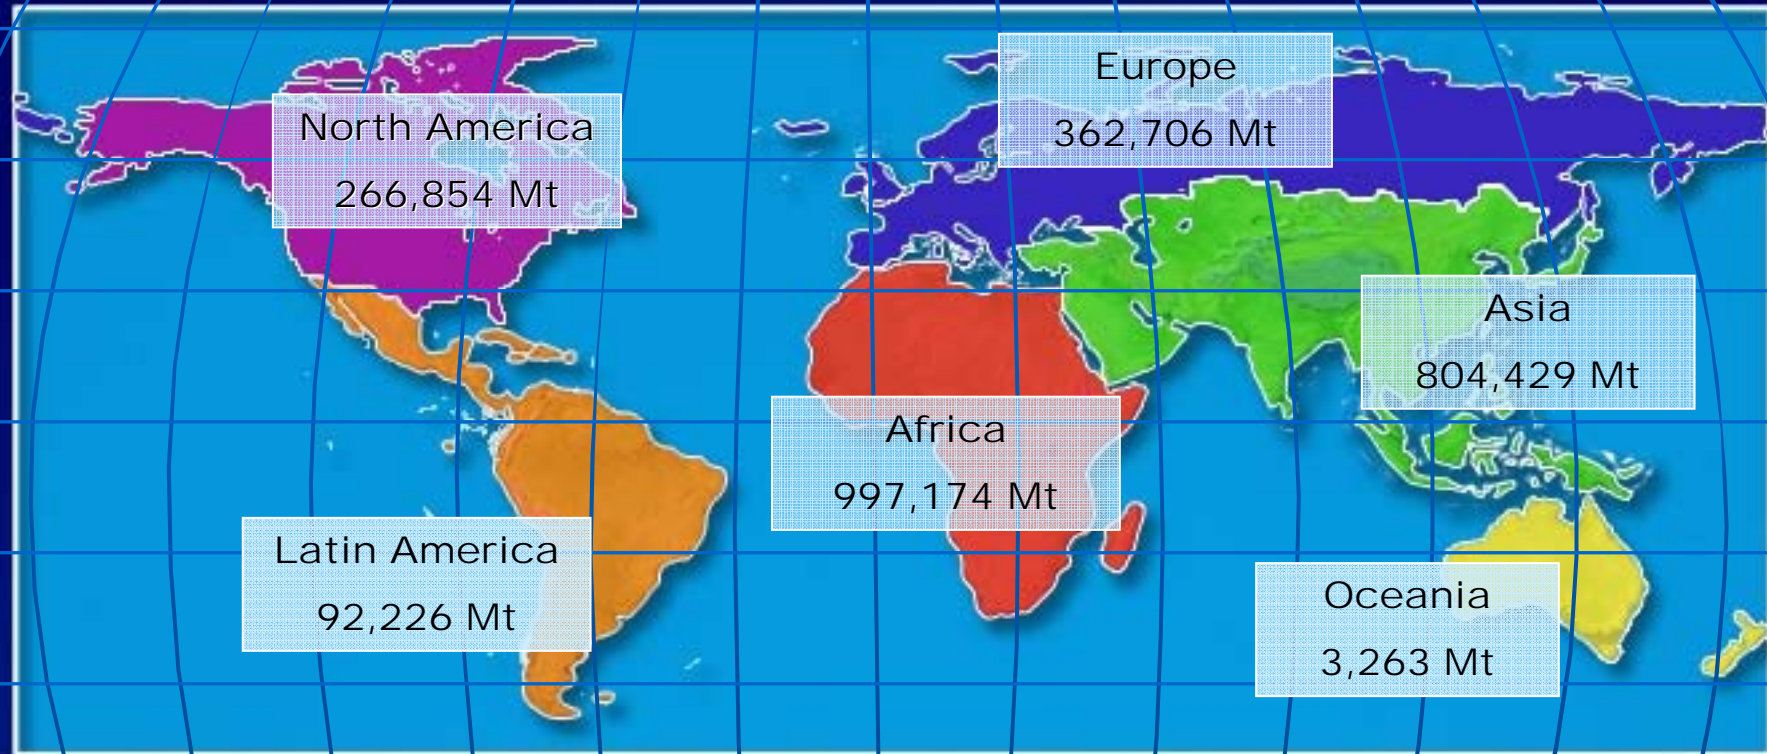 Europe
362,706 Mt
North America
266,854 Mt
Asia
804,429 Mt
Africa
997,174 Mt
Latin America
92,226 Mt
Oceania
3,263 Mt